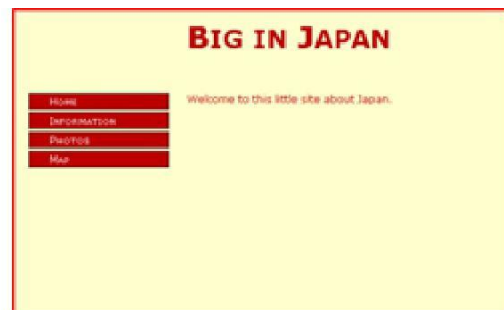 BIG IN JAPAN
HOME
Welcome to this little site about Japan.
INFORMATION
PHOTOS
MAP